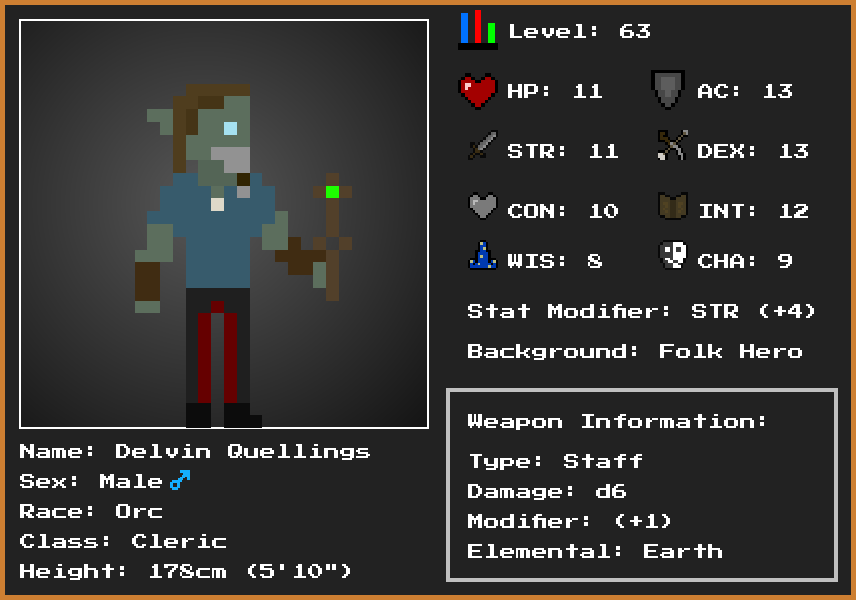 Level: 63
HP: 11
AC: 13
STR: 11
DEX: 13
CON: 10
INT: 12
WIS: 8
CHA: 9
Stat Modifier: STR (+4)
Background: Folk Hero
Weapon Information:
Type: Staff
Damage: d6
Modifier: (+1)
Elemental: Earth
Name: Delvin Quellings
Sex: Male♂
Race: Orc
Class: Cleric
Height: 178cm (5'10")